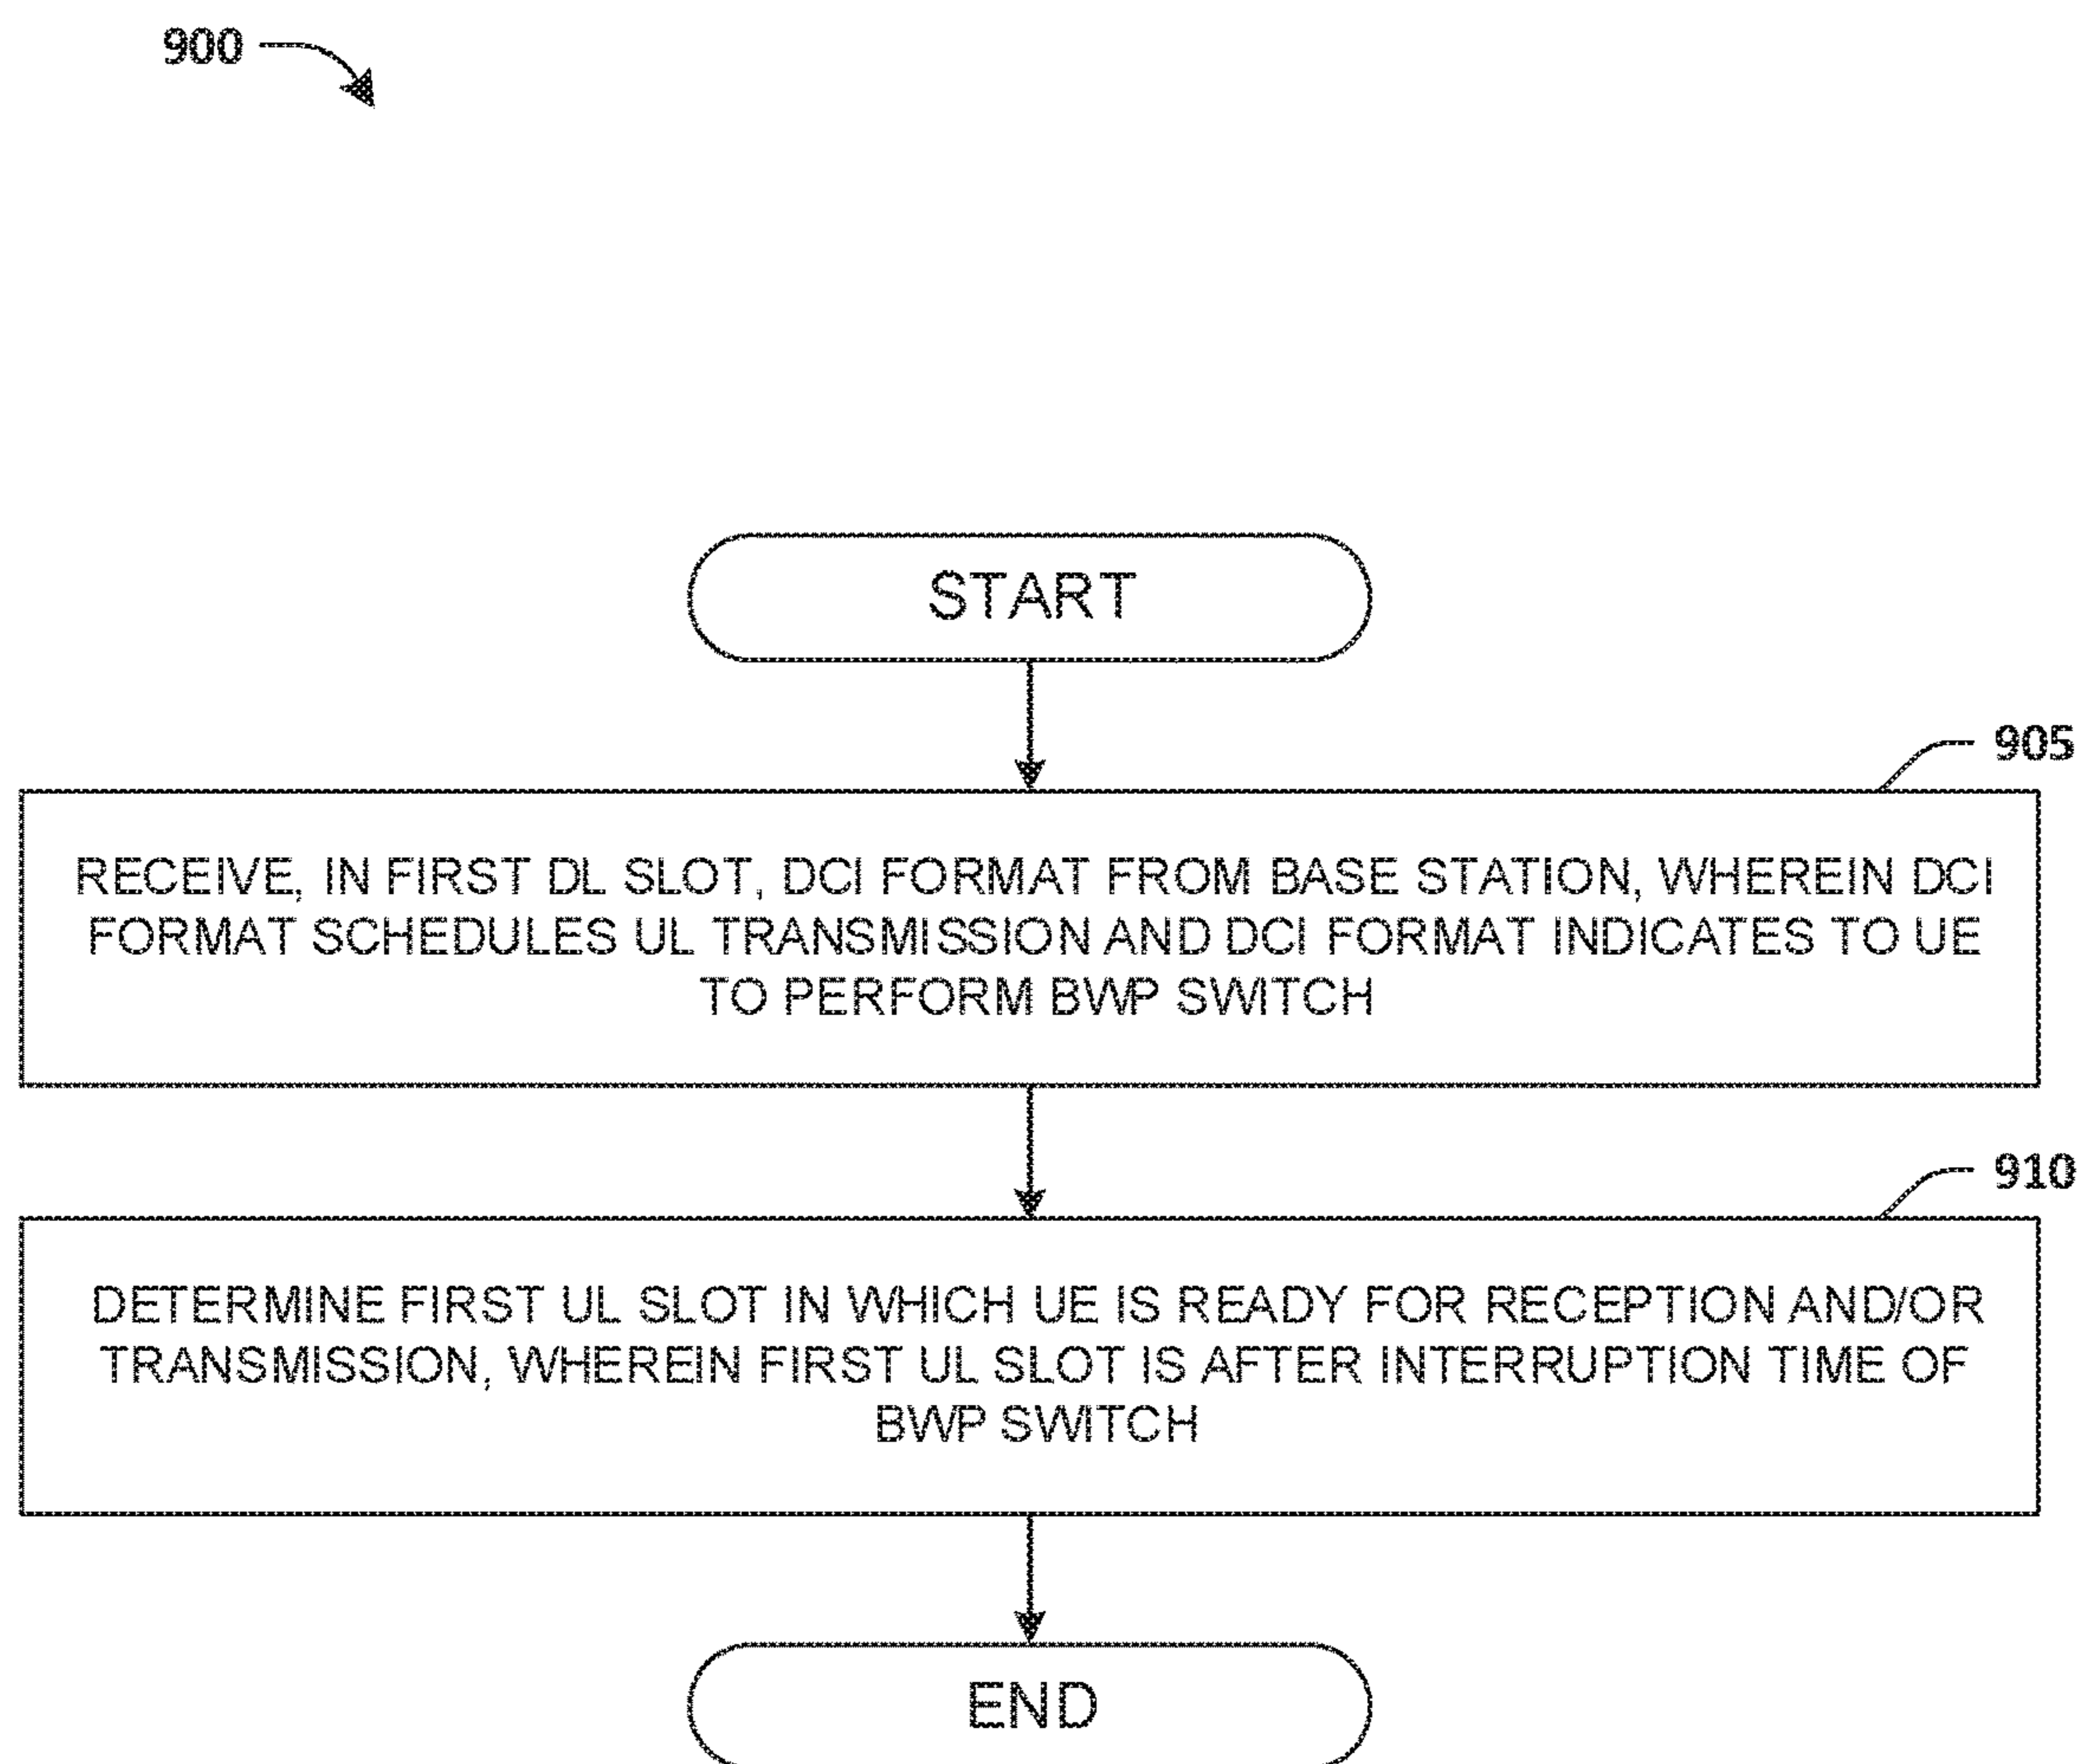 900
START
905
RECEIVE, IN FIRST DL SLOT, DCI FORMAT FROM BASE STATION, WHEREIN DCI
FORMAT SCHEDULES UL TRANSMISSION AND DCI FORMAT INDICATES TO UE
TO PERFORM BWP SWITCH
910
DETERMINE FIRST UL SLOT IN WHICH UE IS READY FOR RECEPTION AND/OR
TRANSMISSION, WHEREIN FIRST UL SLOT IS AFTER INTERRUPTION TIME OF
BWP SWITCH
END